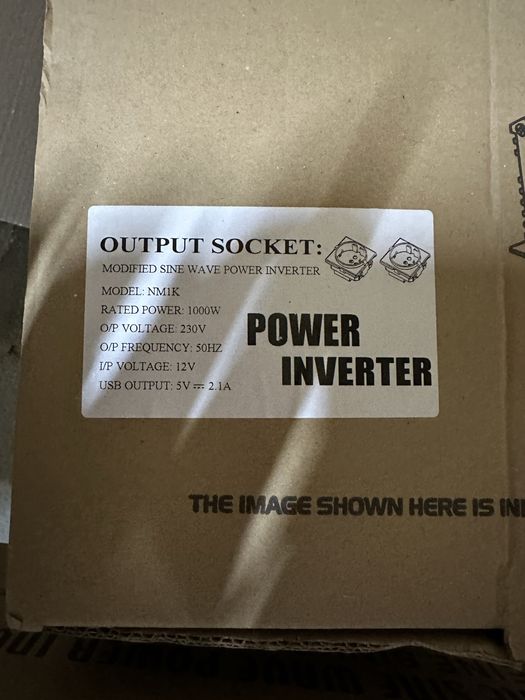 OUTPUT SOCKET:
MODIFIED SINE WAVE POWER INVERTER
MODEL: NM1K
RATED POWER: 1000W
O/P VOLTAGE: 230V
O/P FREQUENCY: 50HZ
I/P VOLTAGE: 12V
USB OUTPUT: 5V ⎓ 2.1A
POWER
INVERTER
THE IMAGE SHOWN HERE IS